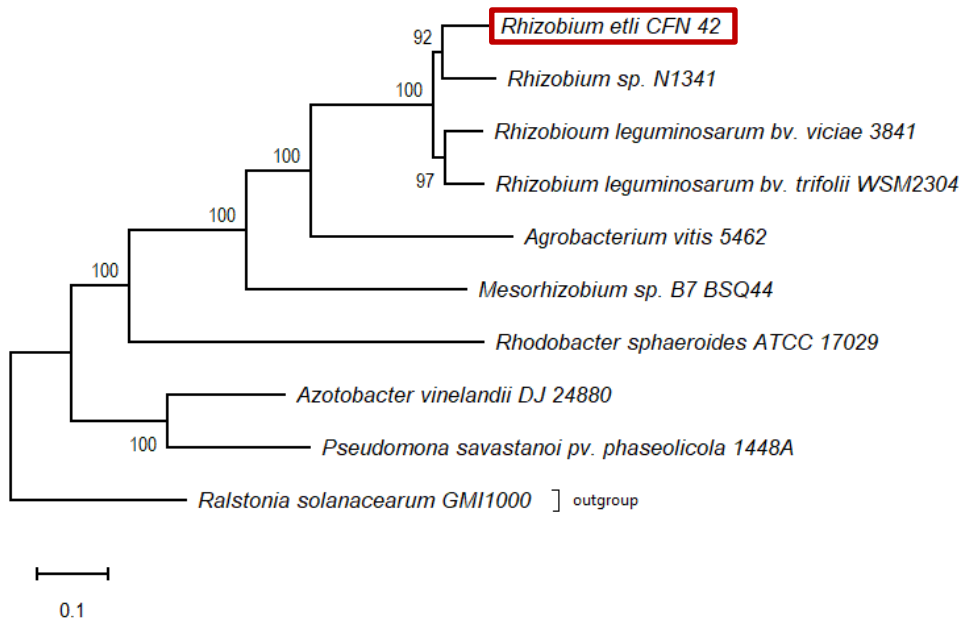 Rhizobium etli CFN 42
92
Rhizobium sp. N1341
100
Rhizobioum leguminosarum bv. viciae 3841
100
97
Rhizobium leguminosarum bv. trifolii WSM2304
100
Agrobacterium vitis 5462
100
Mesorhizobium sp. B7 BSQ44
Rhodobacter sphaeroides ATCC 17029
Azotobacter vinelandii DJ 24880
100
Pseudomona savastanoi pv. phaseolicola 1448A
Ralstonia solanacearum GMI1000 outgroup
0.1